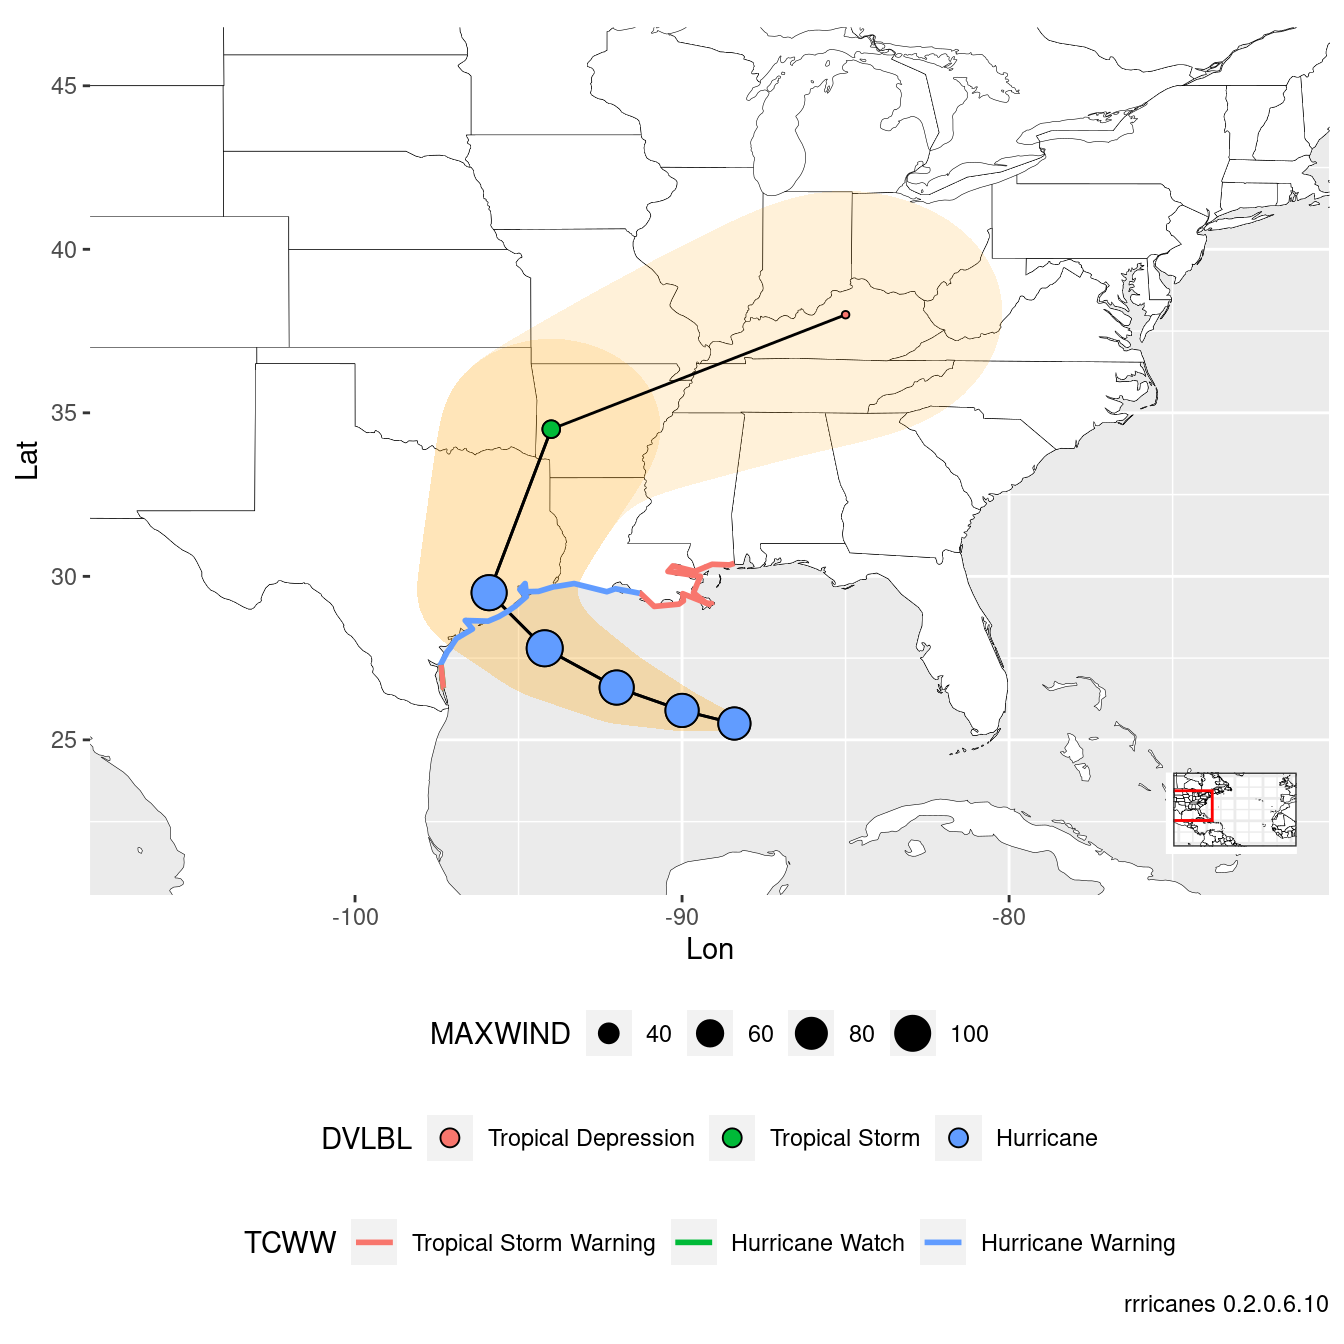 45
40
35
30
25
Lat
-100 -90 -80
Lon
MAXWIND 40 60 80 100
DVLBL Tropical Depression Tropical Storm Hurricane
TCWW Tropical Storm Warning Hurricane Watch Hurricane Warning
rrricanes 0.2.0.6.10